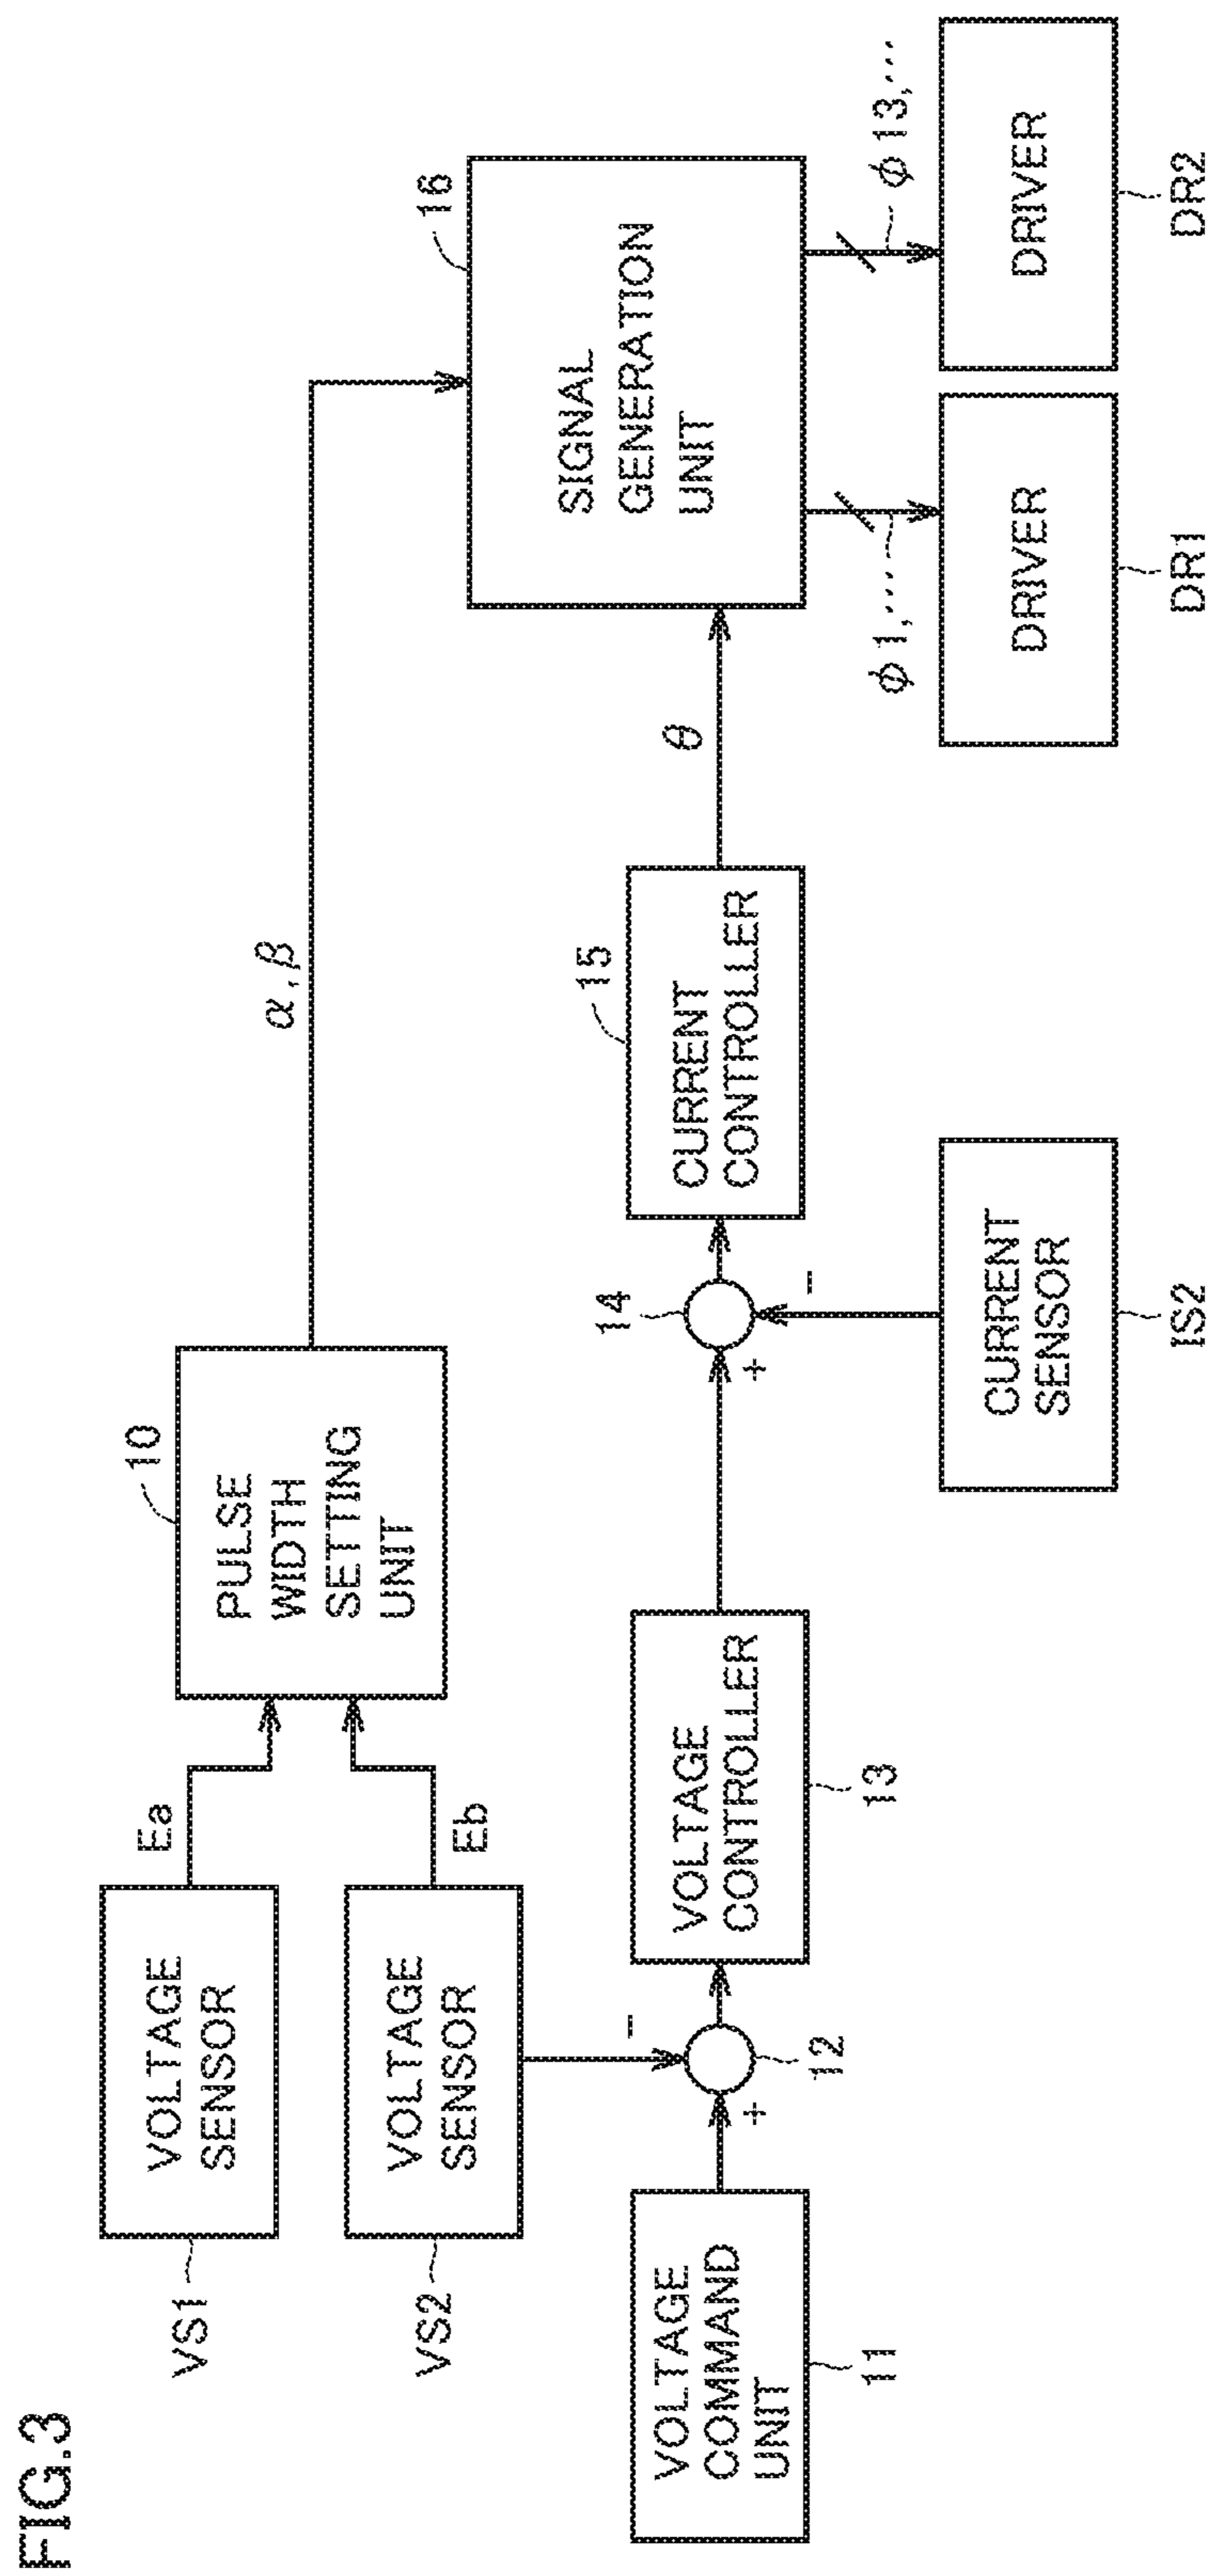 FIG.3
VS1
VOLTAGE
SENSOR
Ea
VS2
VOLTAGE
SENSOR
Eb
10
PULSE
WIDTH
SETTING
UNIT
α, β
16
SIGNAL
GENERATION
UNIT
11
VOLTAGE
COMMAND
UNIT
+
−
12
VOLTAGE
CONTROLLER
13
+
−
14
15
CURRENT
CONTROLLER
θ
CURRENT
SENSOR
IS2
ϕ1,⋯
ϕ13,⋯
DRIVER
DR1
DRIVER
DR2